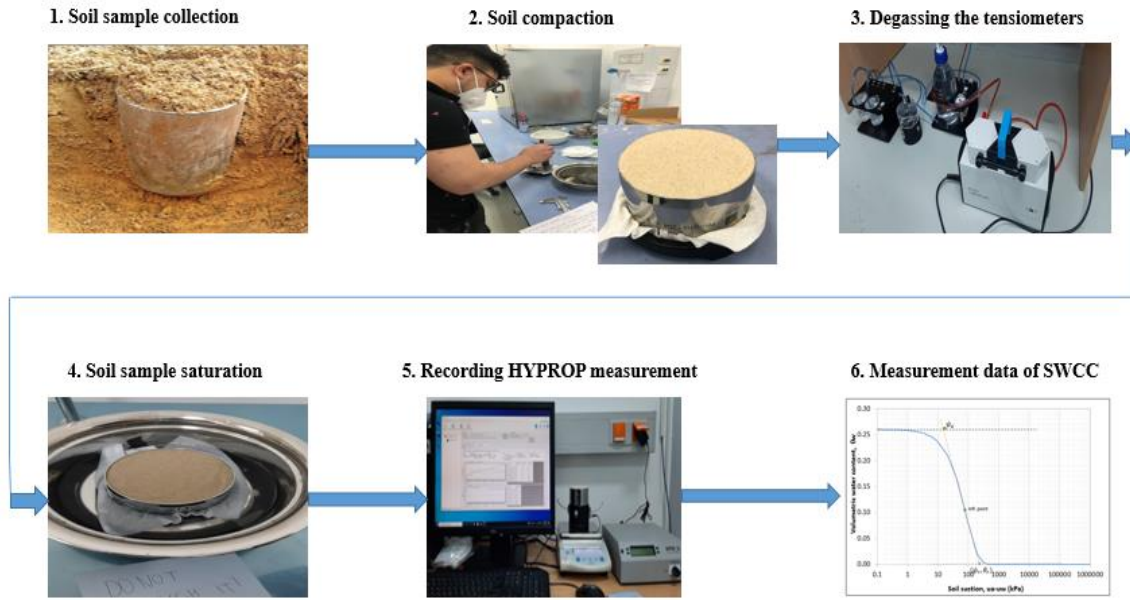 1. Soil sample collection
2. Soil compaction
3. Degassing the tensiometers
4. Soil sample saturation
5. Recording HYPROP measurement
6. Measurement data of SWCC
DO NOT
Volumetric water content, θw
0.30
0.25
0.20
0.15
0.10
0.05
0.00
0.1
1
10
100
1000
10000
100000
1000000
Soil suction, ua-uw (kPa)